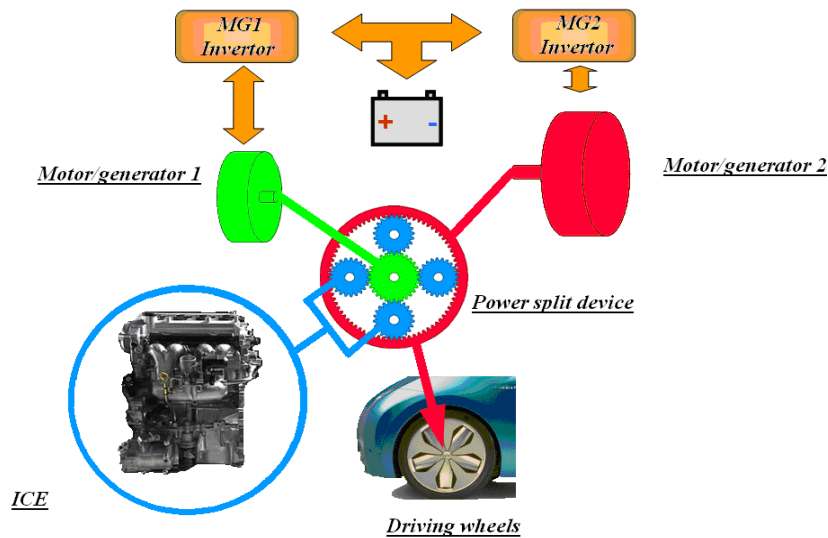 MG1
Invertor
MG2
Invertor
+ -
Motor/generator 1
Motor/generator 2
Power split device
ICE
Driving wheels